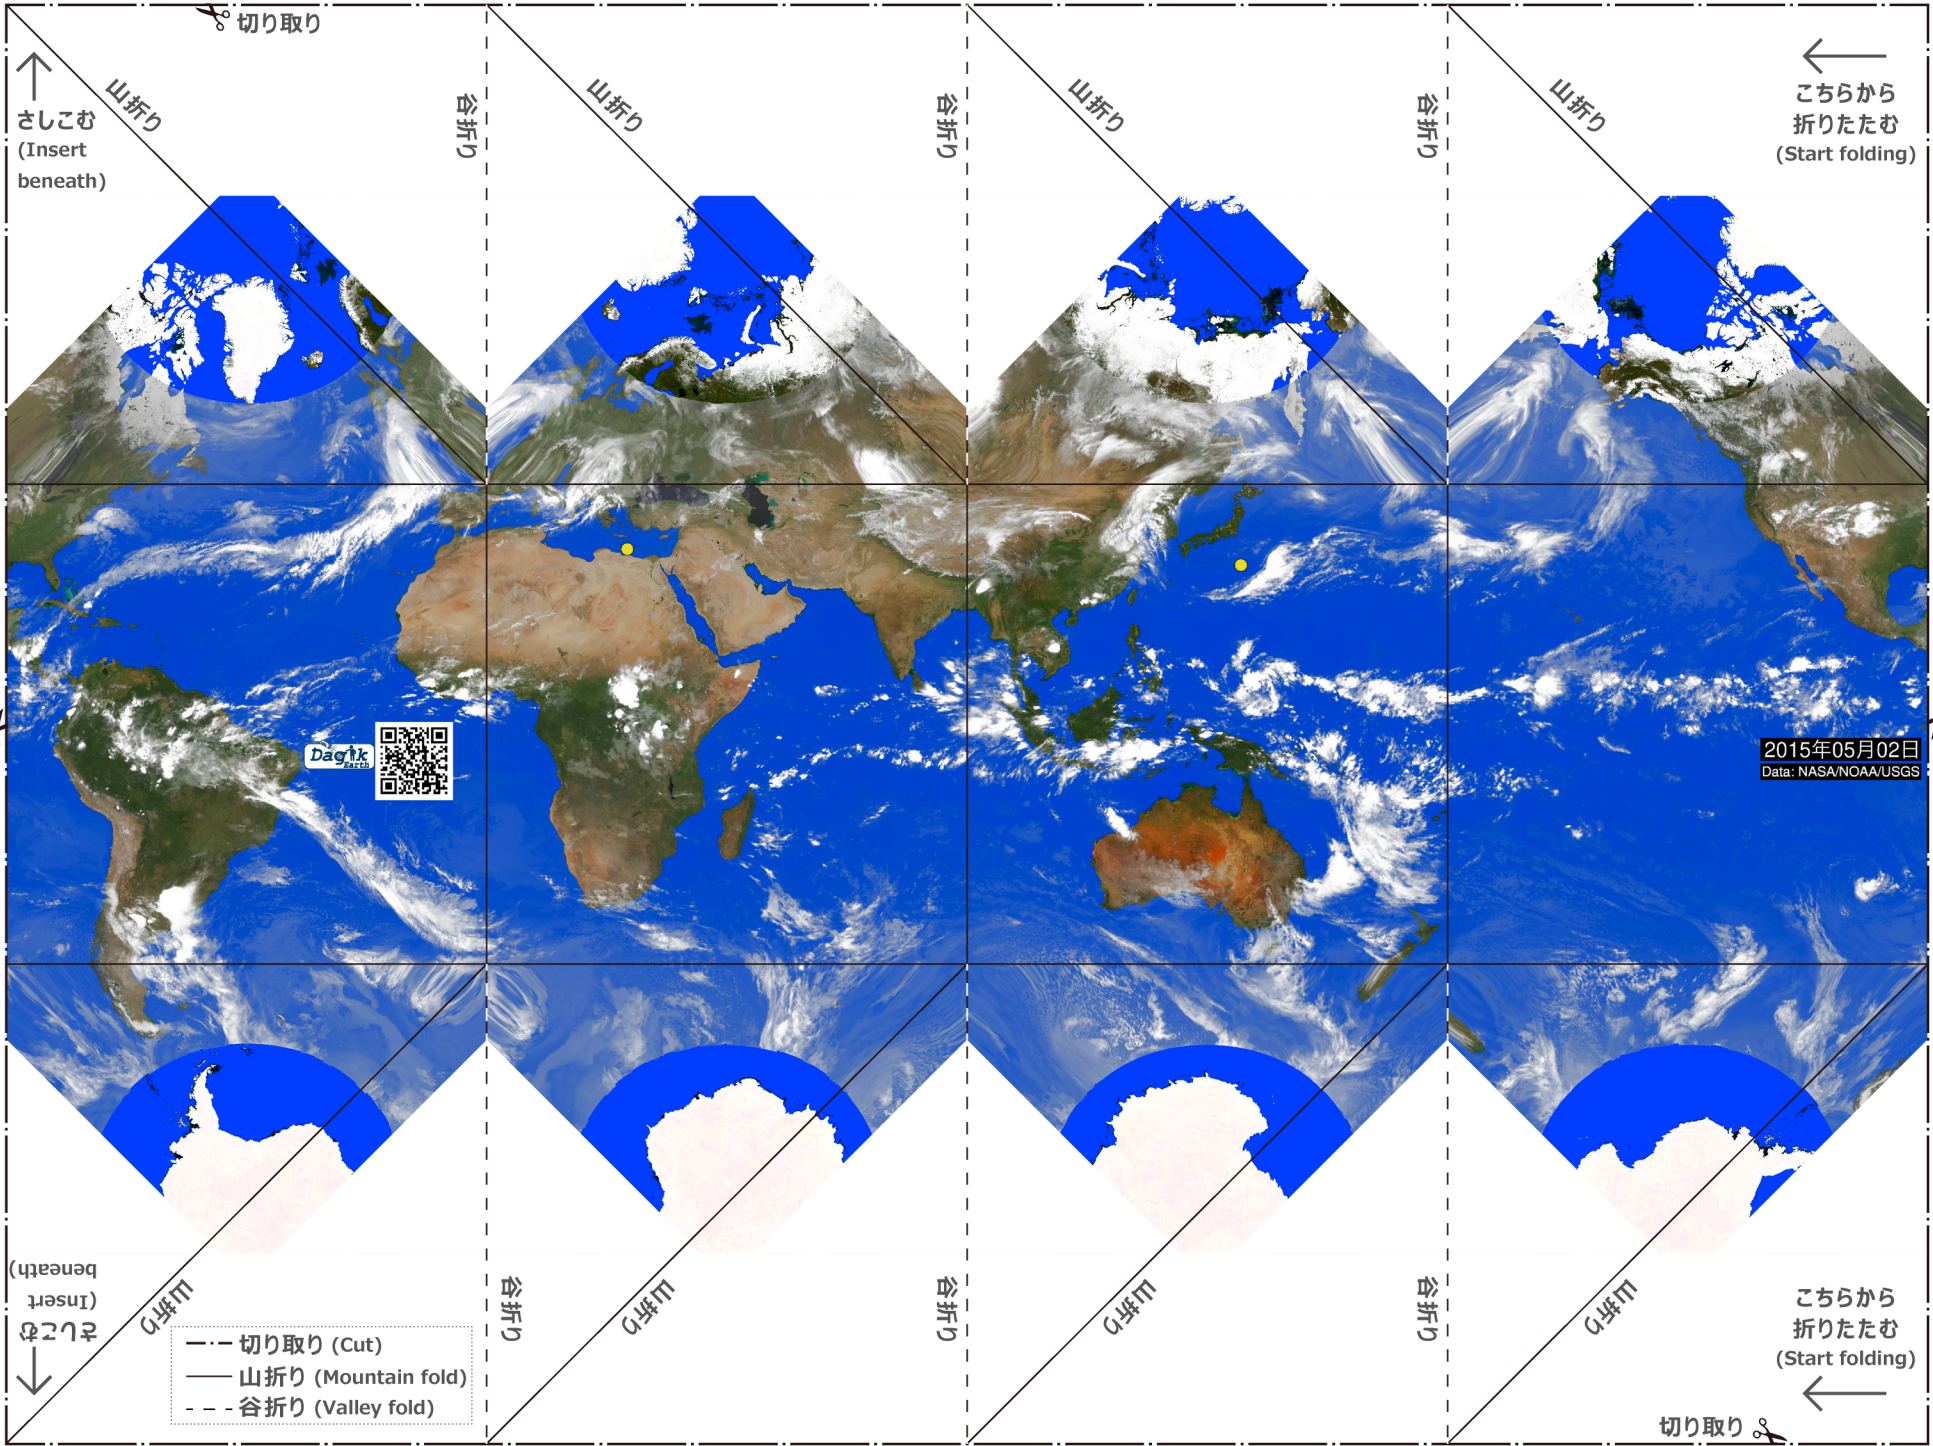 切り取り
さしこむ
(Insert
beneath)
山折り
谷折り
山折り
谷折り
山折り
谷折り
山折り
こちらから
折りたたむ
(Start folding)
Dagik
Earth
2015年05月02日
Data: NASA/NOAA/USGS
さしこむ
(Insert
beneath)
山折り
谷折り
山折り
谷折り
山折り
谷折り
山折り
こちらから
折りたたむ
(Start folding)
切り取り (Cut)
山折り (Mountain fold)
谷折り (Valley fold)
切り取り